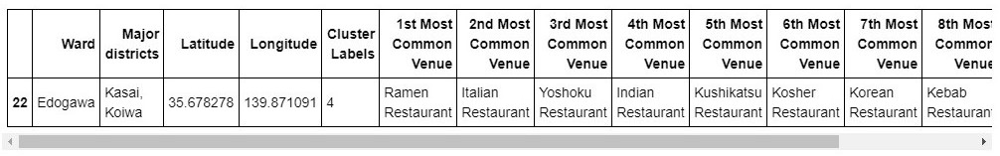 Ward Major districts Latitude Longitude Cluster Labels 1st Most Common Venue 2nd Most Common Venue 3rd Most Common Venue 4th Most Common Venue 5th Most Common Venue 6th Most Common Venue 7th Most Common Venue 8th Most Common Venue
22 Edogawa Kasai, Koiwa 35.678278 139.871091 4 Ramen Restaurant Italian Restaurant Yoshoku Restaurant Indian Restaurant Kushikatsu Restaurant Kosher Restaurant Korean Restaurant Kebab Restaurant